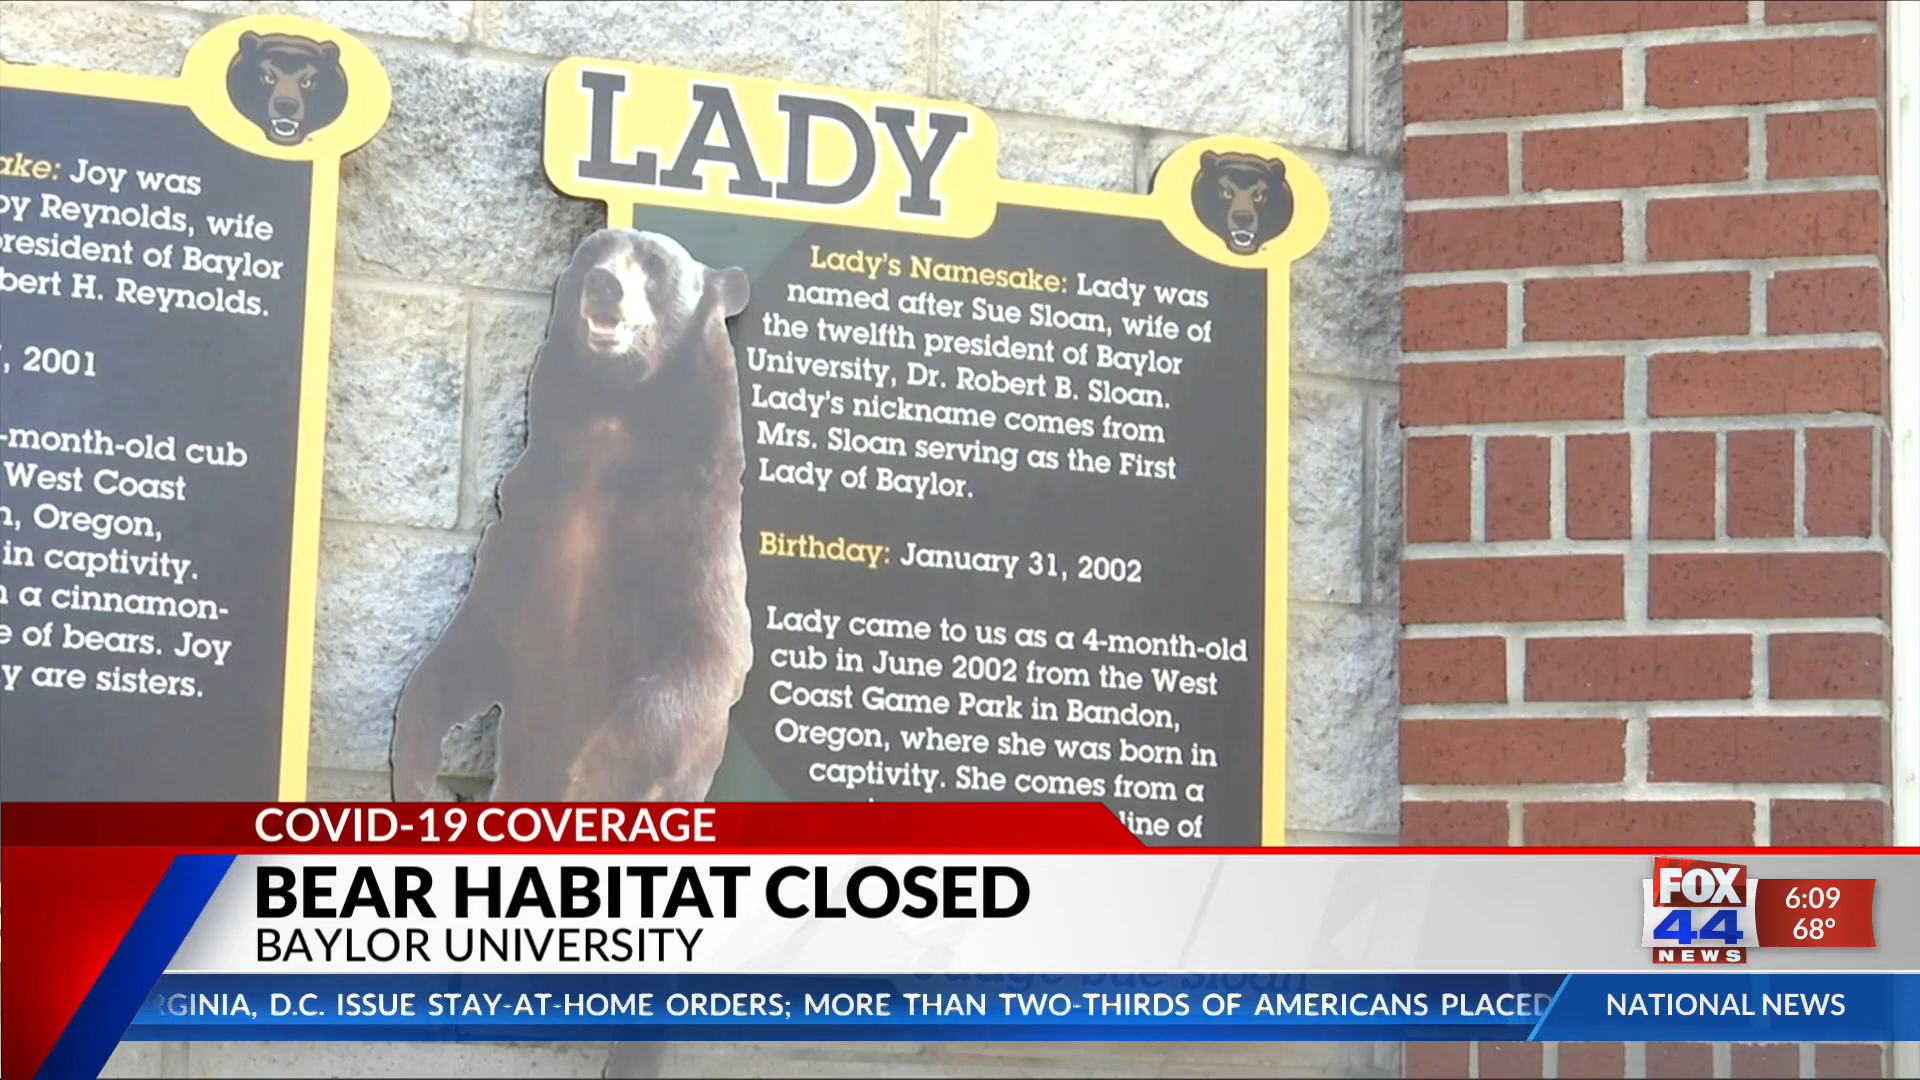 ake: Joy was
oy Reynolds, wife
president of Baylor
bert H. Reynolds.
, 2001
-month-old cub
West Coast
n, Oregon,
in captivity.
a cinnamon-
e of bears. Joy
y are sisters.
LADY
Lady's Namesake: Lady was
named after Sue Sloan, wife of
the twelfth president of Baylor
University, Dr. Robert B. Sloan.
Lady's nickname comes from
Mrs. Sloan serving as the First
Lady of Baylor.
Birthday: January 31, 2002
Lady came to us as a 4-month-old
cub in June 2002 from the West
Coast Game Park in Bandon,
Oregon, where she was born in
captivity. She comes from a
line of
COVID-19 COVERAGE
BEAR HABITAT CLOSED
BAYLOR UNIVERSITY
FOX
44
NEWS
6:09
68°
RGINIA, D.C. ISSUE STAY-AT-HOME ORDERS; MORE THAN TWO-THIRDS OF AMERICANS PLACED
NATIONAL NEWS